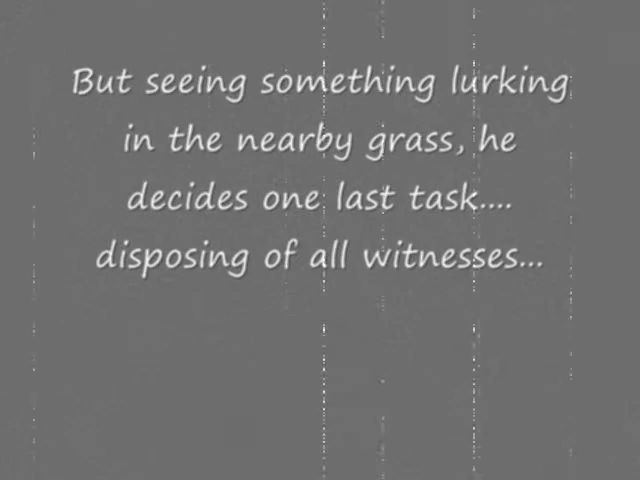 But seeing something lurking
in the nearby grass, he
decides one last task....
disposing of all witnesses...